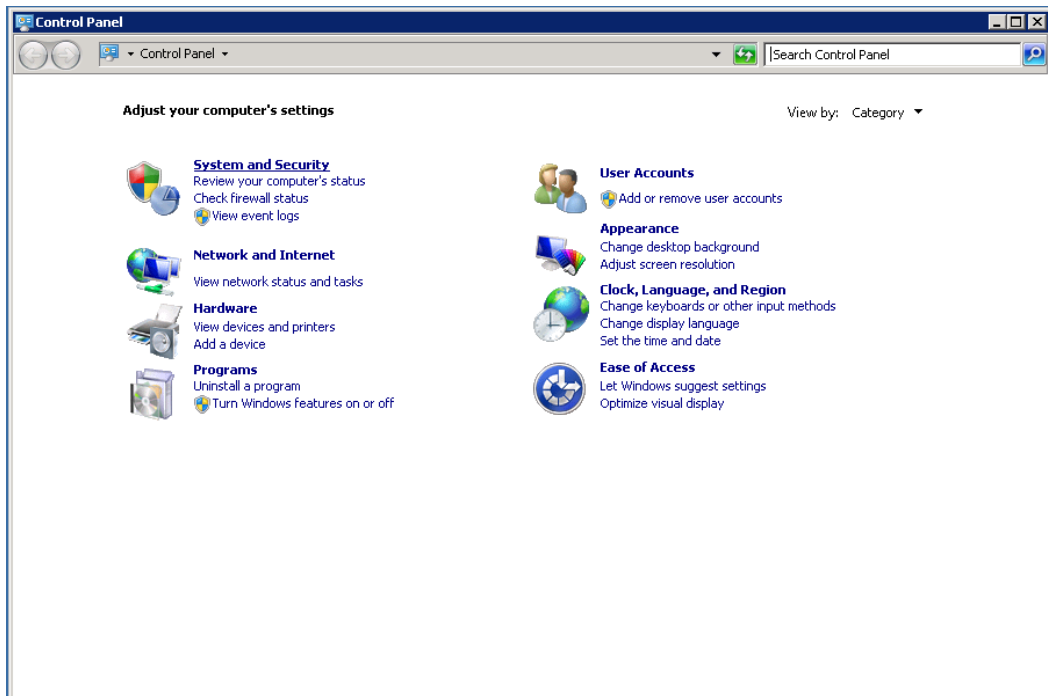 Control Panel
Control Panel
Search Control Panel
Adjust your computer's settings
View by: Category
System and Security
Review your computer's status
Check firewall status
View event logs
Network and Internet
View network status and tasks
Hardware
View devices and printers
Add a device
Programs
Uninstall a program
Turn Windows features on or off
User Accounts
Add or remove user accounts
Appearance
Change desktop background
Adjust screen resolution
Clock, Language, and Region
Change keyboards or other input methods
Change display language
Set the time and date
Ease of Access
Let Windows suggest settings
Optimize visual display